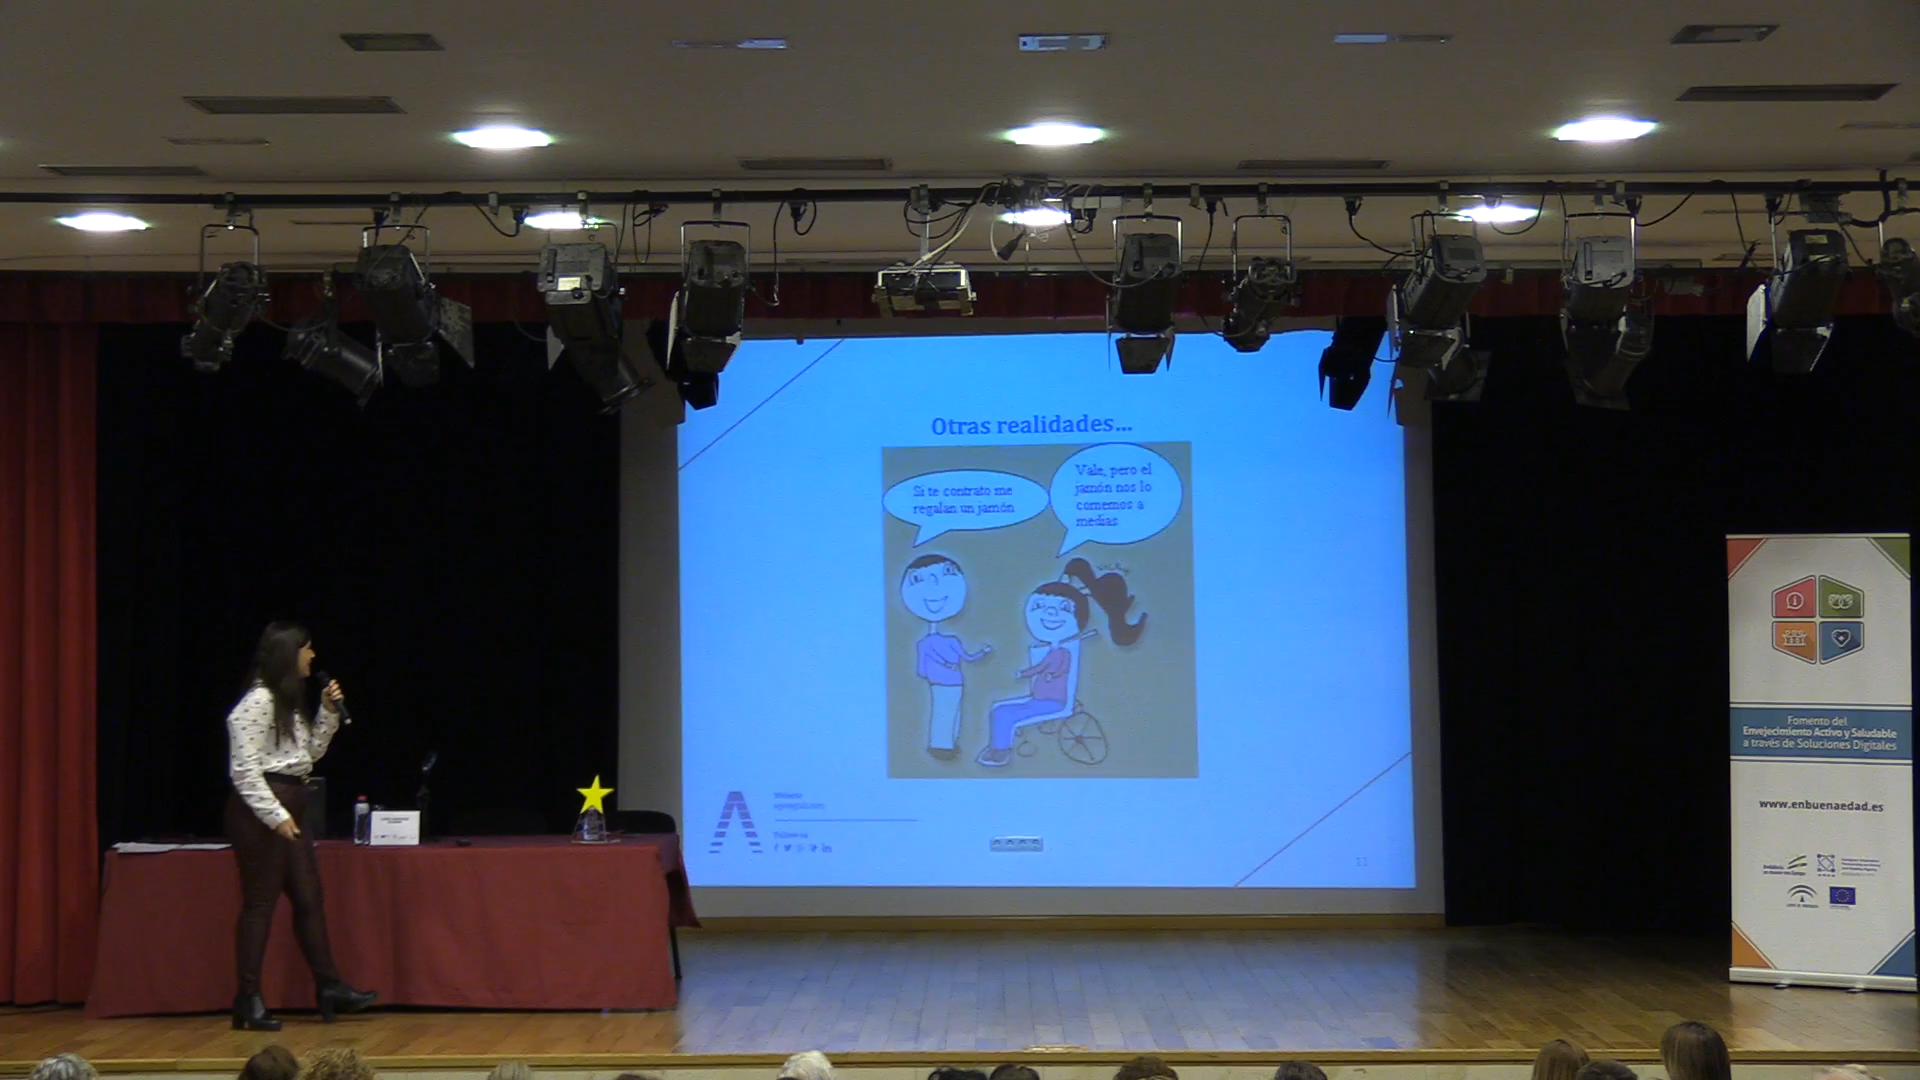 Otras realidades...
Si te contrato me
regalan un jamón
Vale, pero el
jamón nos lo
comemos a
medias
11
Fomento del
Envejecimiento Activo y Saludable
a través de Soluciones Digitales
www.enbuenaedad.es